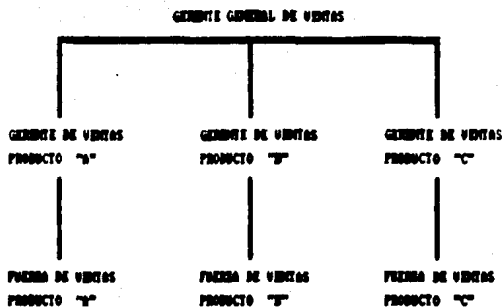 GERENTE GENERAL DE VENTAS
GERENTE DE VENTAS
PRODUCTO "A"
GERENTE DE VENTAS
PRODUCTO "B"
GERENTE DE VENTAS
PRODUCTO "C"
FUERZA DE VENTAS
PRODUCTO "A"
FUERZA DE VENTAS
PRODUCTO "B"
FUERZA DE VENTAS
PRODUCTO "C"